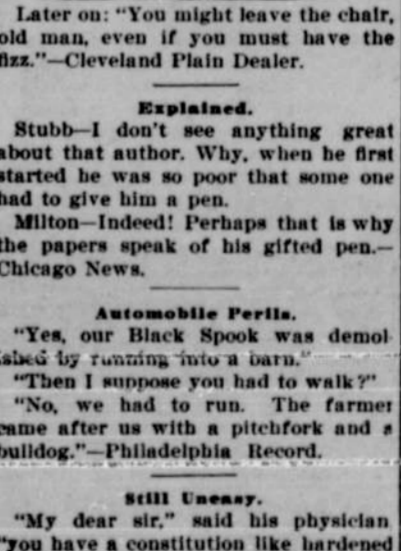 Later on: "You might leave the chair,
old man, even if you must have the
fizz."—Cleveland Plain Dealer.
Explained.
Stubb—I don't see anything great
about that author. Why, when he first
started he was so poor that some one
had to give him a pen.
Milton—Indeed! Perhaps that is why
the papers speak of his gifted pen.—
Chicago News.
Automobile Perils.
"Yes, our Black Spook was demol
ished by running into a barn."
"Then I suppose you had to walk?"
"No, we had to run. The farmer
came after us with a pitchfork and a
bulldog."—Philadelphia Record.
Still Uneasy.
"My dear sir," said his physician
"you have a constitution like hardened